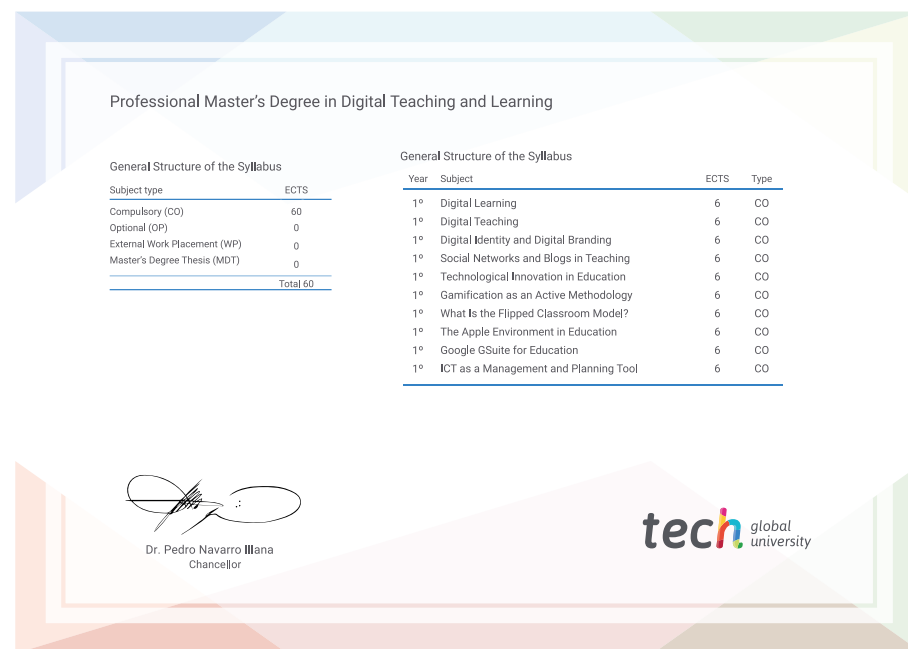 Professional Master's Degree in Digital Teaching and Learning
General Structure of the Syllabus
Subject type ECTS
Compulsory (CO) 60
Optional (OP) 0
External Work Placement (WP) 0
Master's Degree Thesis (MDT) 0
Total 60
General Structure of the Syllabus
Year Subject ECTS Type
1º Digital Learning 6 CO
1º Digital Teaching 6 CO
1º Digital Identity and Digital Branding 6 CO
1º Social Networks and Blogs in Teaching 6 CO
1º Technological Innovation in Education 6 CO
1º Gamification as an Active Methodology 6 CO
1º What Is the Flipped Classroom Model? 6 CO
1º The Apple Environment in Education 6 CO
1º Google GSuite for Education 6 CO
1º ICT as a Management and Planning Tool 6 CO
Dr. Pedro Navarro Illana
Chancellor
tech global
university